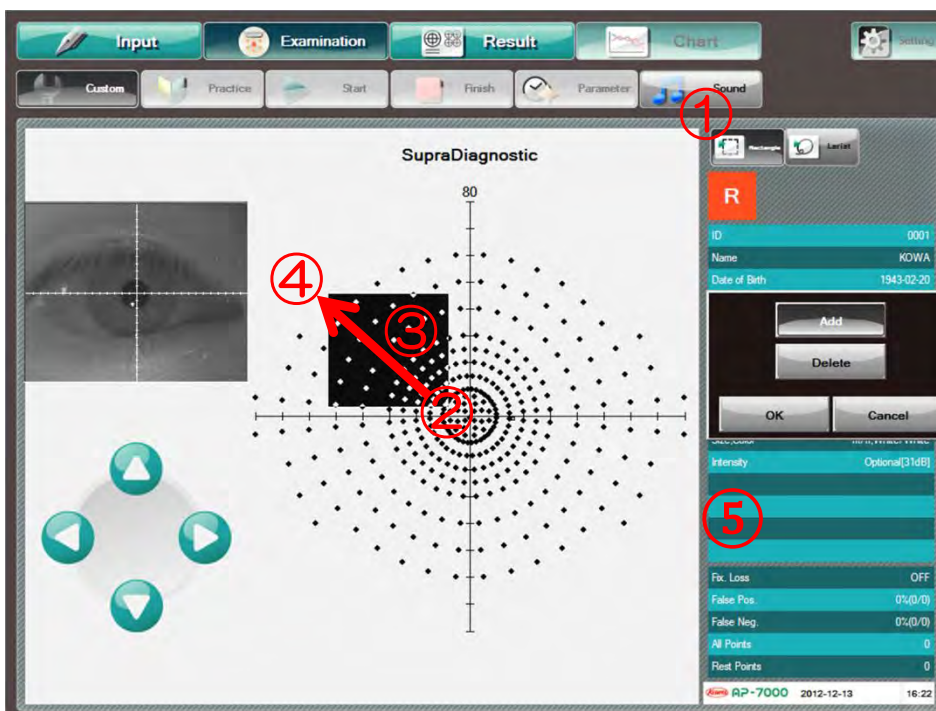 Input
Examination
Result
Chart
Setting
Custom
Practice
Start
Finish
Parameter
Sound
①
Rectangle
Lariat
SupraDiagnostic
80
R
ID 0001
Name KOWA
Date of Birth 1943-02-20
④
③
②
Add
Delete
OK Cancel
Intensity Optional[31dB]
⑤
Fix. Loss OFF
False Pos. 0%(0/0)
False Neg. 0%(0/0)
All Points 0
Rest Points 0
Kowa AP-7000 2012-12-13 16:22